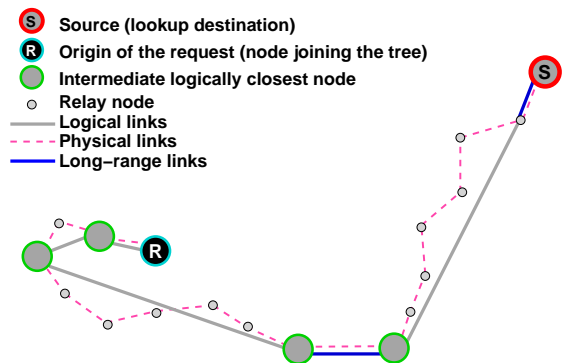 S Source (lookup destination)
R Origin of the request (node joining the tree)
Intermediate logically closest node
Relay node
Logical links
Physical links
Long−range links
S
R